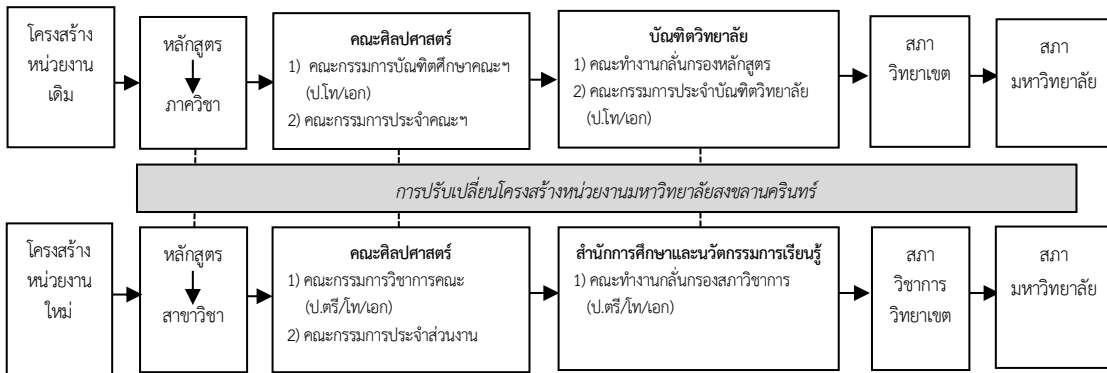 โครงสร้าง
หน่วยงาน
เดิม
หลักสูตร
ภาควิชา
คณะศิลปศาสตร์
1) คณะกรรมการบัณฑิตศึกษาคณะฯ
(ป.โท/เอก)
2) คณะกรรมการประจำคณะฯ
บัณฑิตวิทยาลัย
1) คณะทำงานกลั่นกรองหลักสูตร
2) คณะกรรมการประจำบัณฑิตวิทยาลัย
(ป.โท/เอก)
สภา
วิทยาเขต
สภา
มหาวิทยาลัย
การปรับเปลี่ยนโครงสร้างหน่วยงานมหาวิทยาลัยสงขลานครินทร์
โครงสร้าง
หน่วยงาน
ใหม่
หลักสูตร
สาขาวิชา
คณะศิลปศาสตร์
1) คณะกรรมการวิชาการคณะ
(ป.ตรี/โท/เอก)
2) คณะกรรมการประจำส่วนงาน
สำนักการศึกษาและนวัตกรรมการเรียนรู้
1) คณะทำงานกลั่นกรองสภาวิชาการ
(ป.ตรี/โท/เอก)
สภา
วิชาการ
วิทยาเขต
สภา
มหาวิทยาลัย